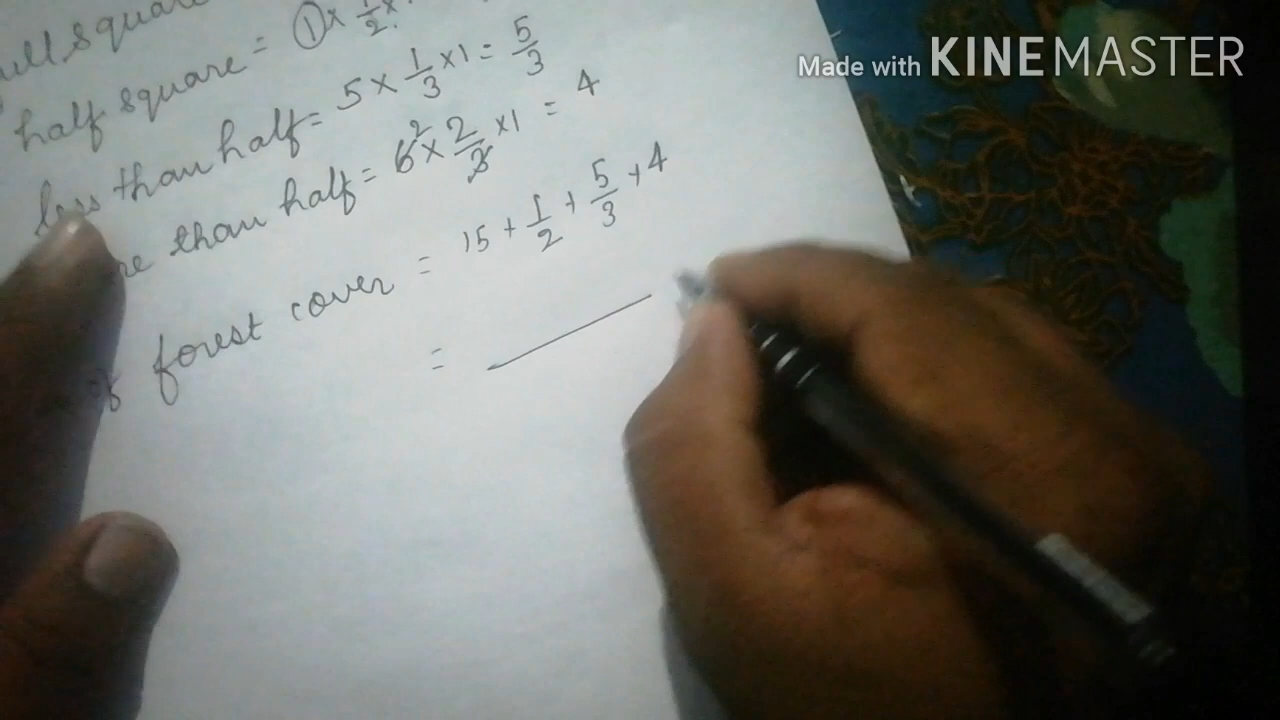 Made with KINEMASTER
square
half square = 1 × 1/2 ×
less than half = 5 × 1/3 × 1 = 5/3
than half = 6 2 × 2/3 × 1 = 4
forest cover = 15 + 1/2 + 5/3 + 4
=